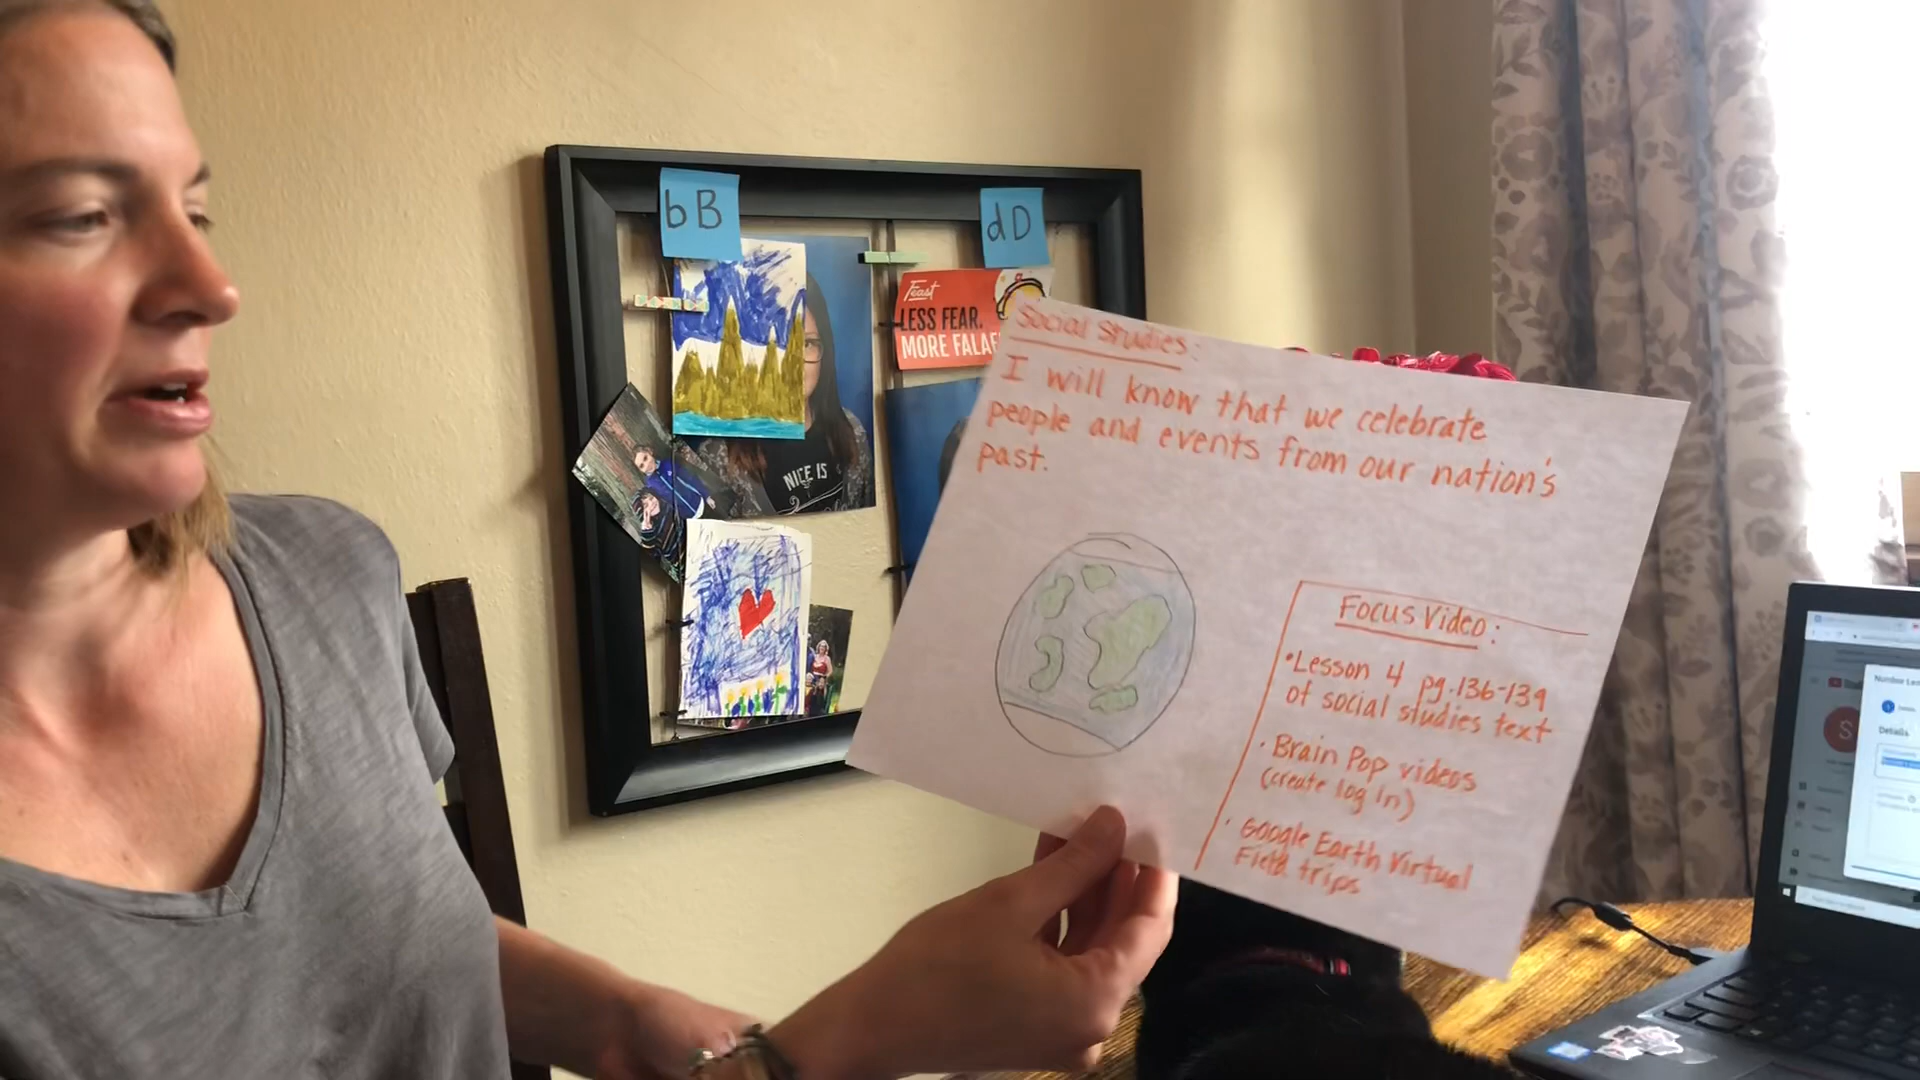 bB
dD
Feast
LESS FEAR.
MORE FALAF
NICE IS
Social Studies:
I will know that we celebrate
people and events from our nation's
past.
Focus Video:
•Lesson 4 pg.136-139
of social studies text
• Brain Pop videos
(create log in)
• Google Earth Virtual
Field trips
Details
S